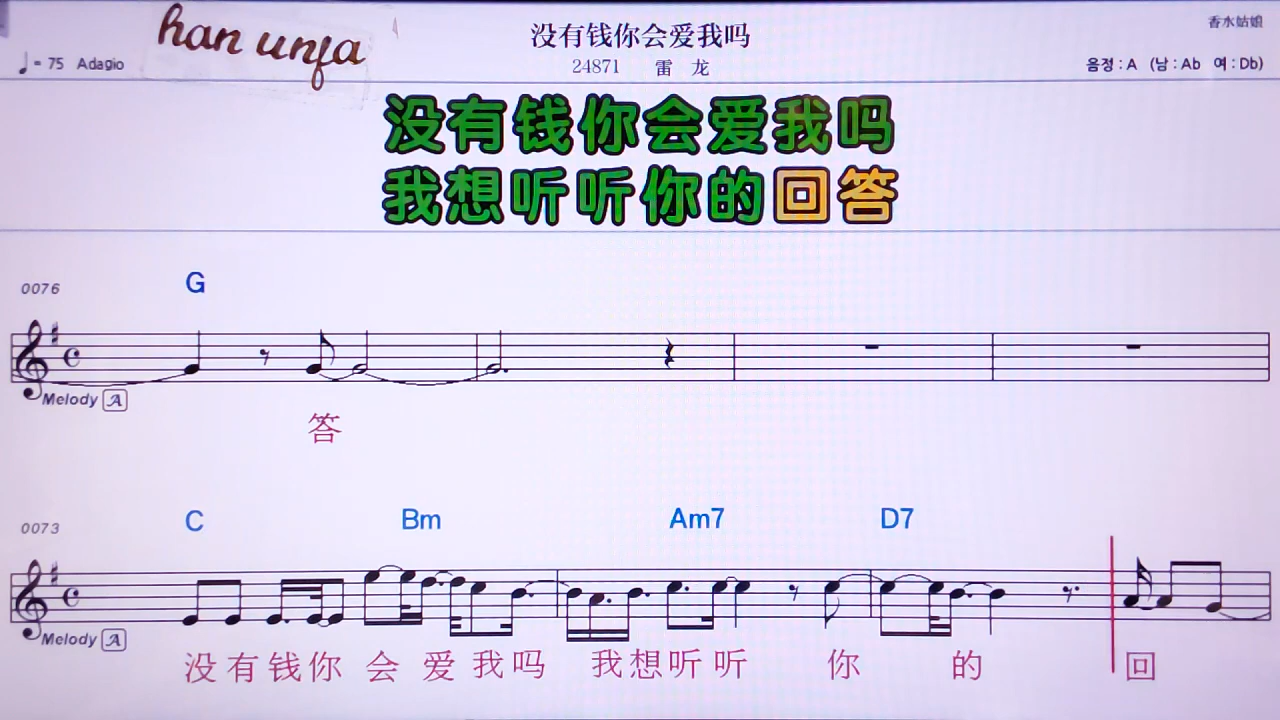 han unfa
没有钱你会爱我吗
香水姑娘
♩= 75 Adagio
24871 雷 龙
음정 : A (남 : Ab 여 : Db)
没有钱你会爱我吗
我想听听你的回答
0076
G
Melody A
答
0073
C Bm Am7 D7
Melody A
没有钱你 会 爱 我吗 我想听听 你 的 回